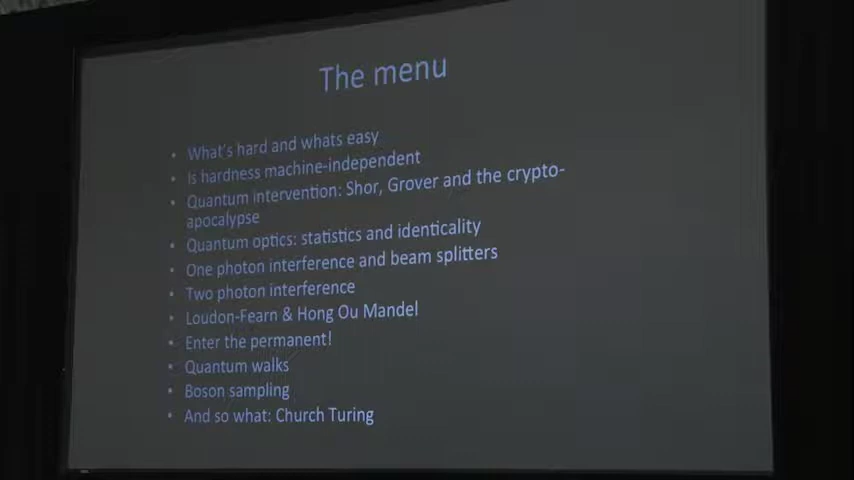 The menu
• What's hard and whats easy
• Is hardness machine-independent
• Quantum intervention: Shor, Grover and the crypto-
apocalypse
• Quantum optics: statistics and identicality
• One photon interference and beam splitters
• Two photon interference
• Loudon-Fearn & Hong Ou Mandel
• Enter the permanent!
• Quantum walks
• Boson sampling
• And so what: Church Turing